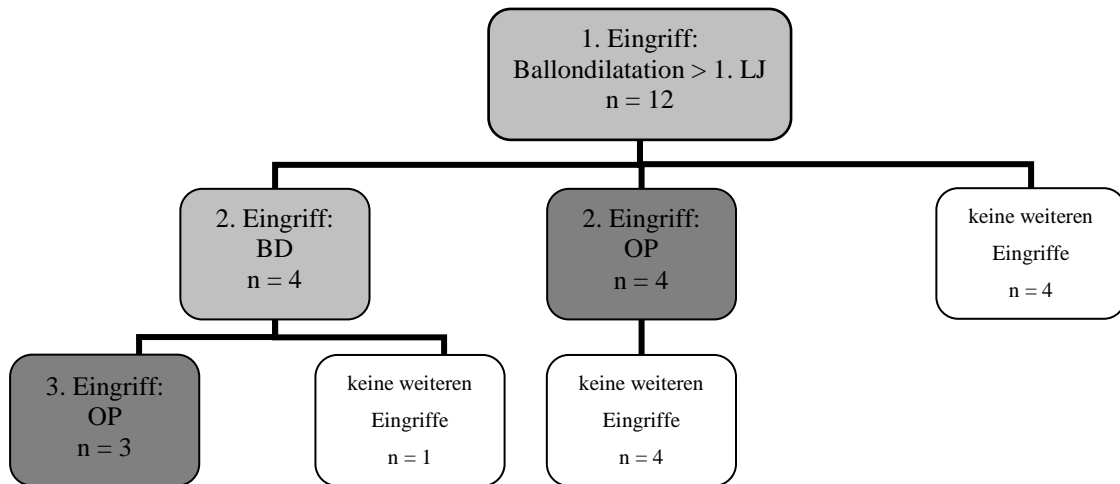 1. Eingriff:
Ballondilatation > 1. LJ
n = 12
2. Eingriff:
BD
n = 4
2. Eingriff:
OP
n = 4
keine weiteren
Eingriffe
n = 4
3. Eingriff:
OP
n = 3
keine weiteren
Eingriffe
n = 1
keine weiteren
Eingriffe
n = 4